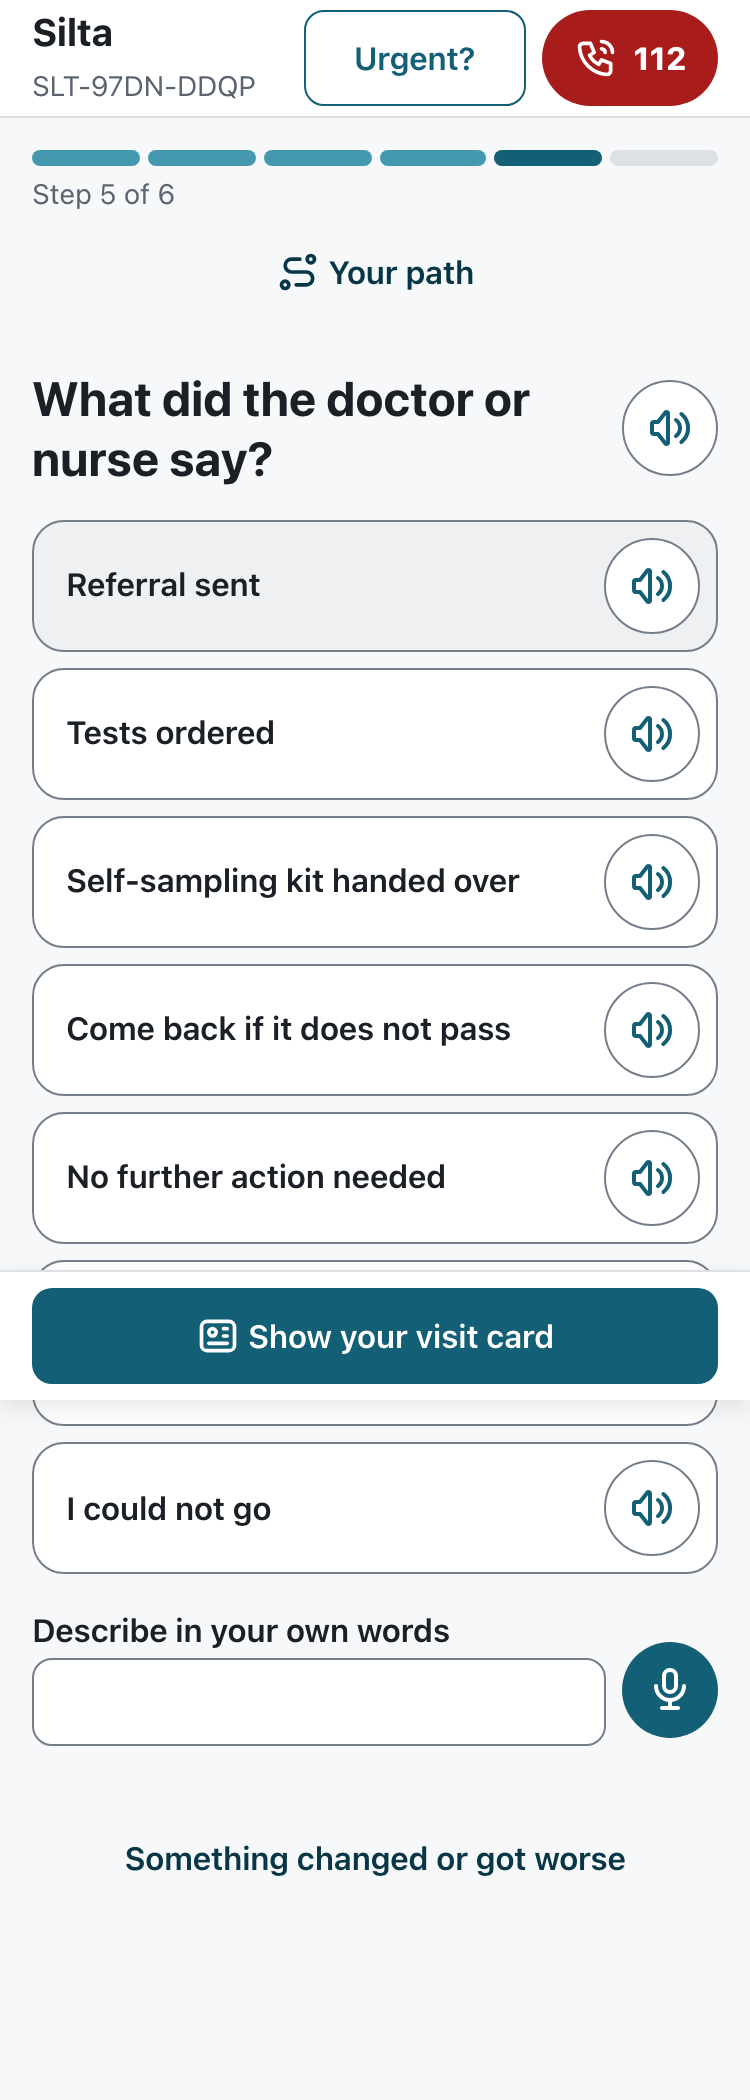 Silta
SLT-97DN-DDQP
Urgent?
112
Step 5 of 6
Your path
What did the doctor or
nurse say?
Referral sent
Tests ordered
Self-sampling kit handed over
Come back if it does not pass
No further action needed
Show your visit card
I could not go
Describe in your own words
Something changed or got worse